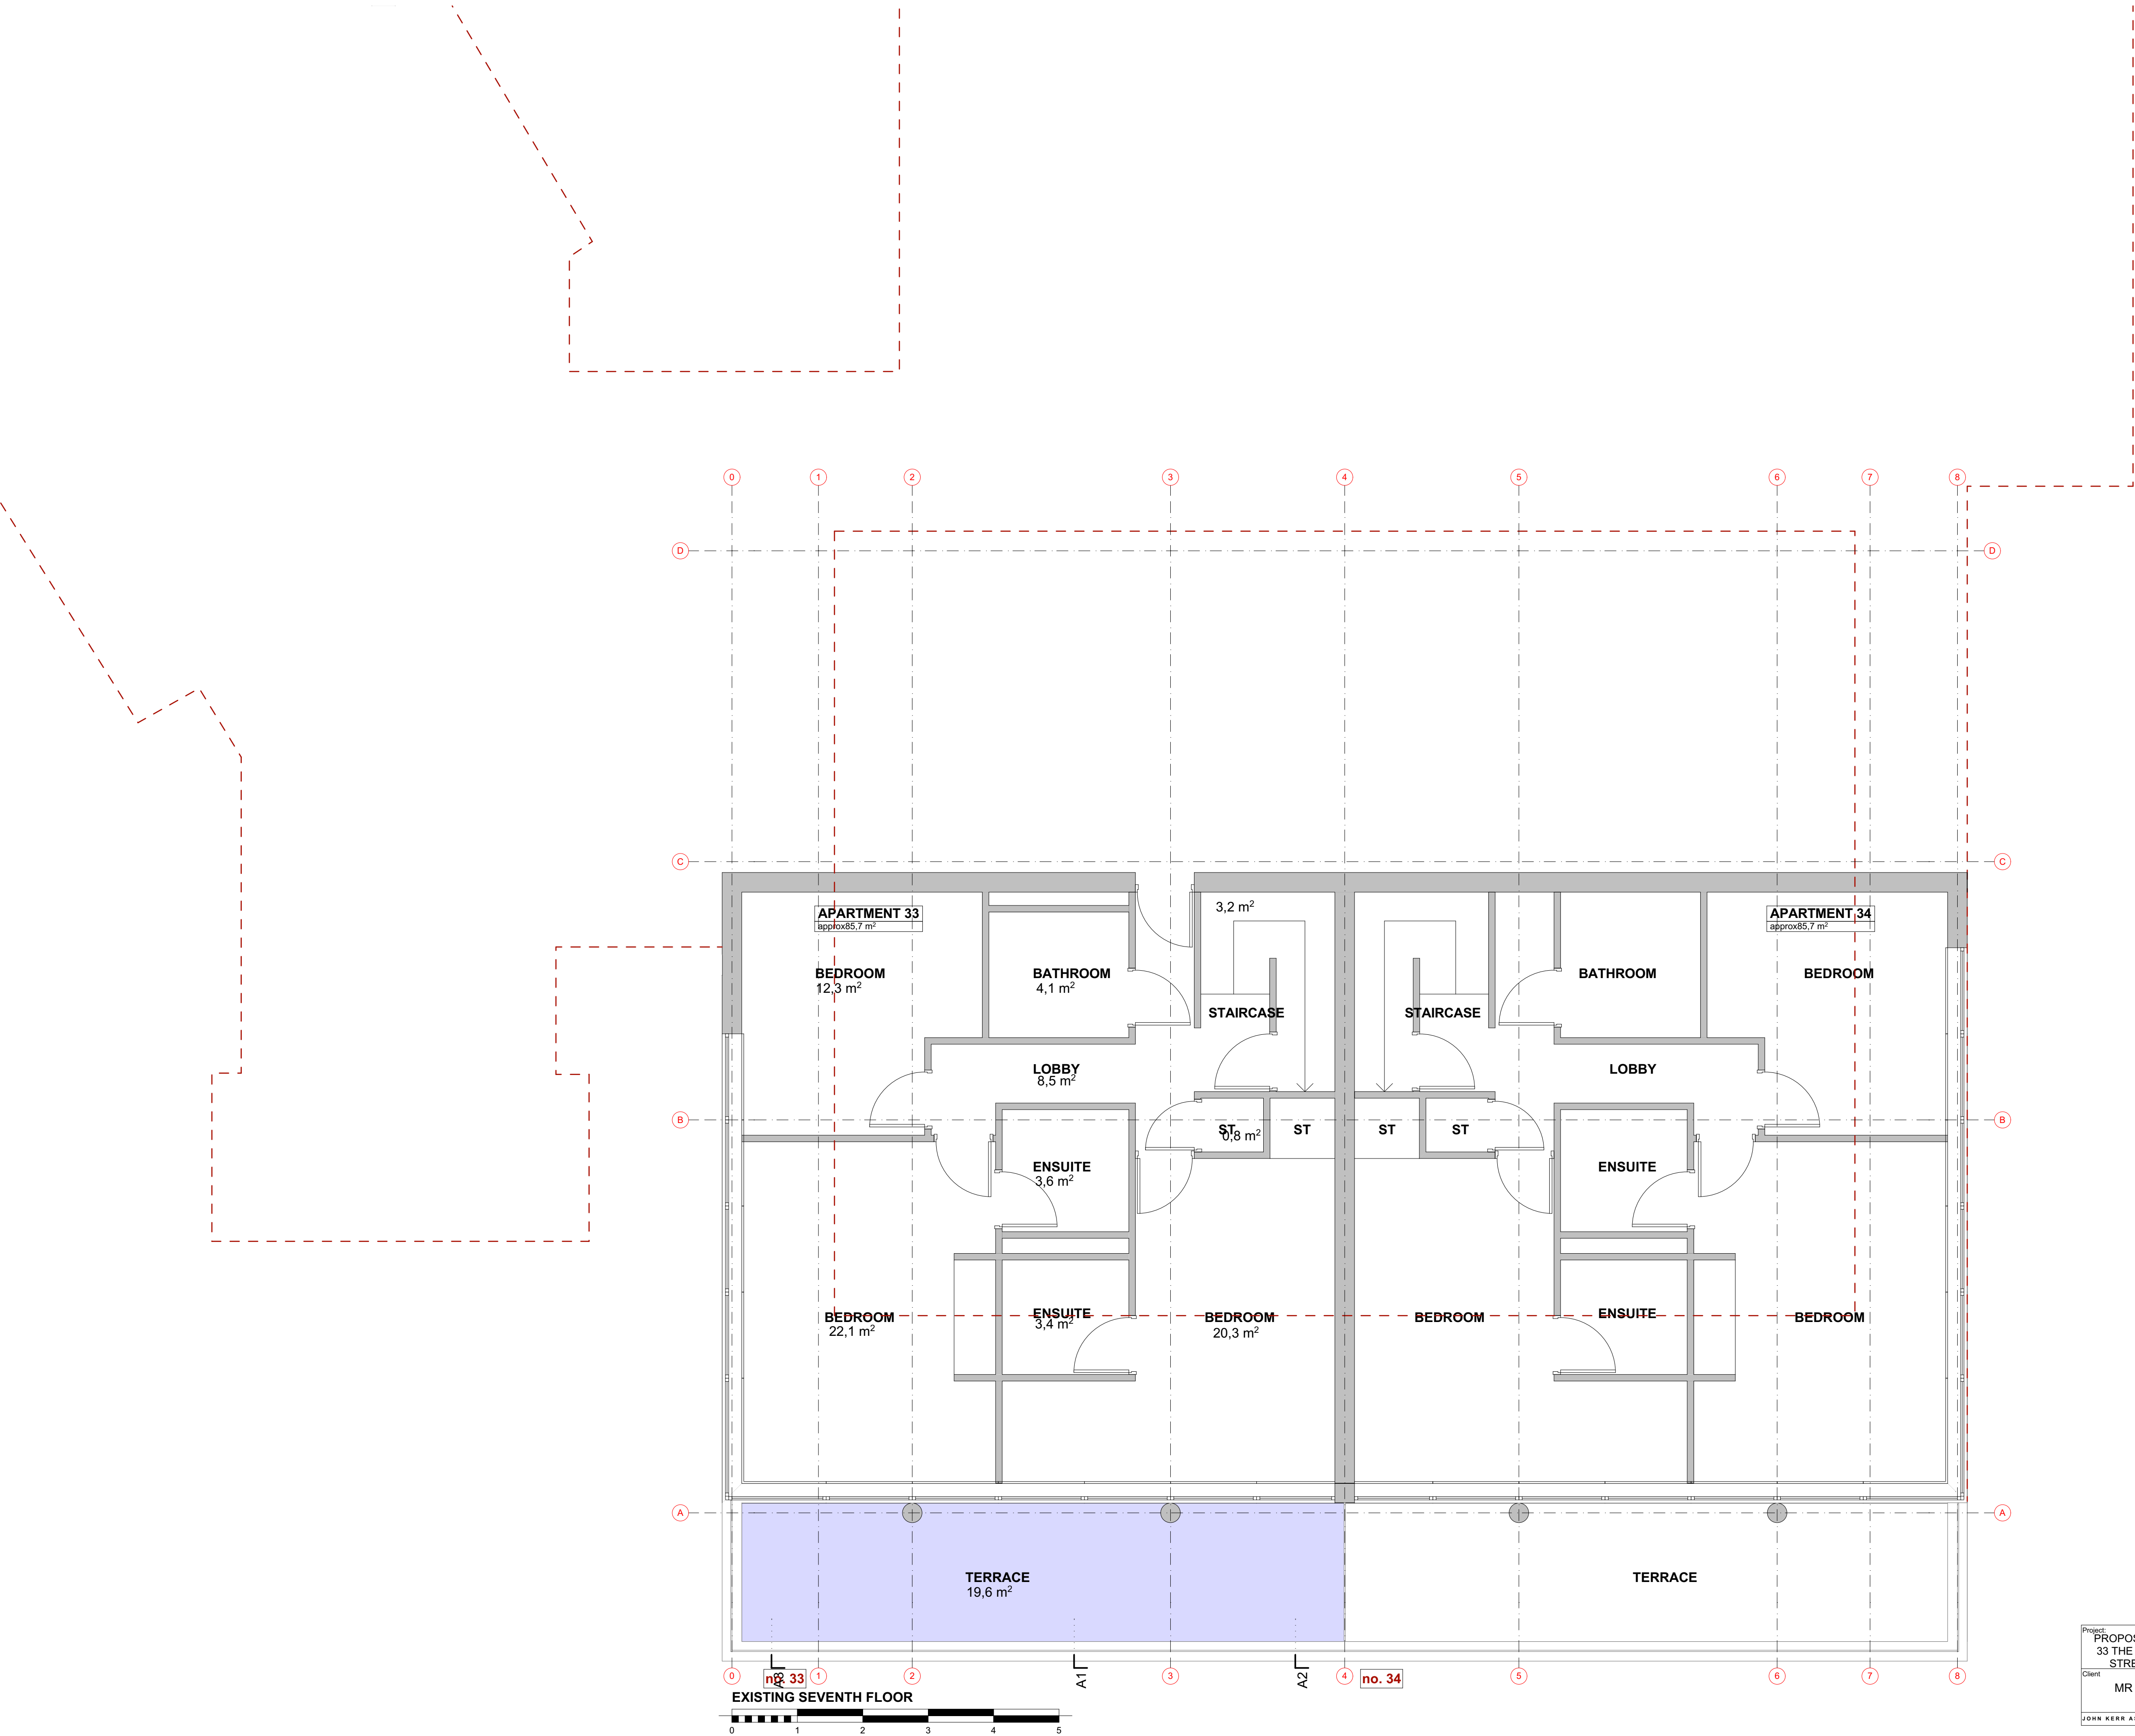 0 1 2 3 4 5 6 7 8
D D
C C
3,2 m²
APARTMENT 33
approx85,7 m²
APARTMENT 34
approx85,7 m²
BEDROOM
12,3 m²
BATHROOM
4,1 m²
BATHROOM
BEDROOM
STAIRCASE
STAIRCASE
LOBBY
8,5 m²
LOBBY
B B
ST
0,8 m²
ST
ST
ST
ENSUITE
3,6 m²
ENSUITE
BEDROOM
22,1 m²
ENSUITE
3,4 m²
BEDROOM
20,3 m²
BEDROOM
ENSUITE
BEDROOM
A A
TERRACE
19,6 m²
TERRACE
0 1 2 3 4 5 6 7 8
no. 33
A3
A1
A2
no. 34
EXISTING SEVENTH FLOOR
0 1 2 3 4 5
Project:
PROPOS
33 THE
STRE
Client
MR
JOHN KERR A